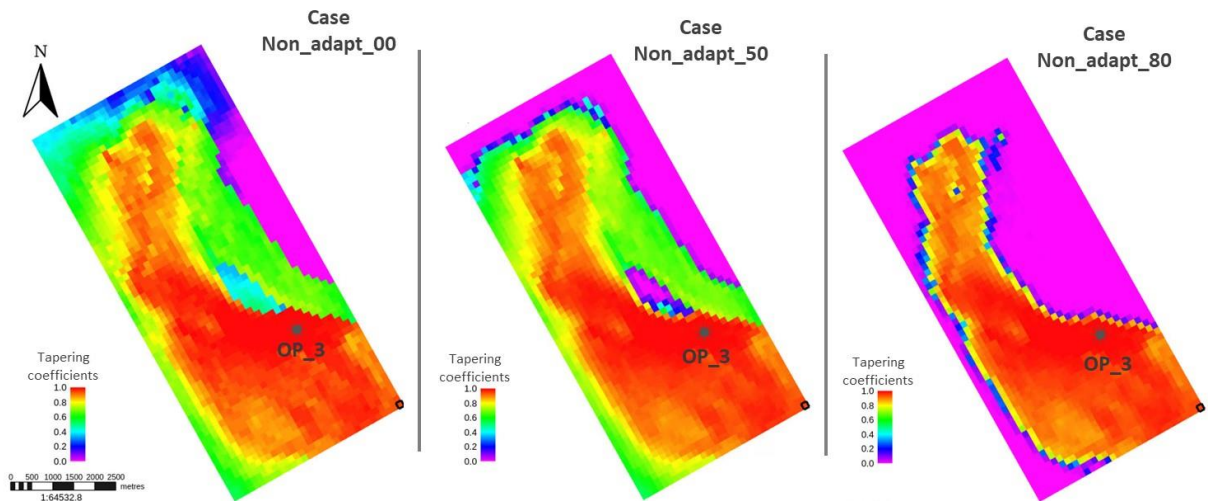 Case
Non_adapt_00
Case
Non_adapt_50
Case
Non_adapt_80
N
OP_3
OP_3
OP_3
Tapering
coefficients
1.0
0.8
0.6
0.4
0.2
0.0
Tapering
coefficients
1.0
0.8
0.6
0.4
0.2
0.0
Tapering
coefficients
1.0
0.8
0.6
0.4
0.2
0.0
0 500 1000 1500 2000 2500
metres
1:64532.8